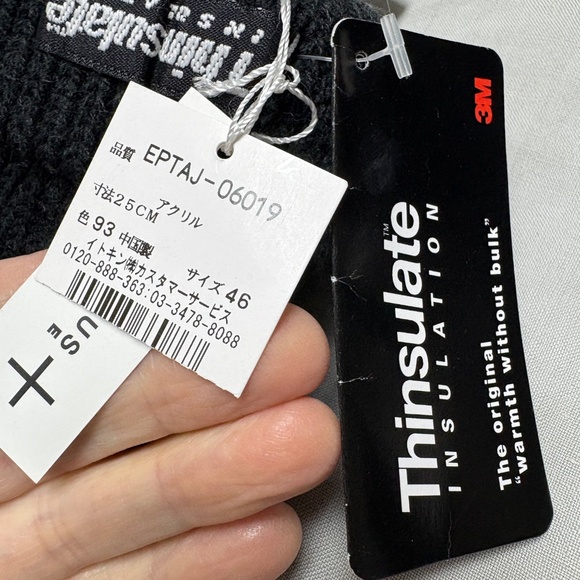 Thinsulate
EPTAJ-06019
品質
アクリル
寸法25CM
色 93 中国製
サイズ 46
イトキン㈱カスタマーサービス
0120-888-363:03-3478-8088
3M
Thinsulate™
INSULATION
The original
“warmth without bulk”